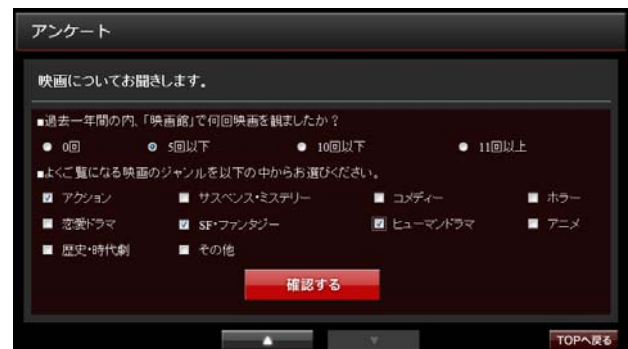 アンケート
映画についてお聞きします。
■過去一年間の内、「映画館」で何回映画を観ましたか？
0回 5回以下 10回以下 11回以上
■よくご覧になる映画のジャンルを以下の中からお選びください。
アクション サスペンス・ミステリー コメディー ホラー
恋愛ドラマ SF・ファンタジー ヒューマンドラマ アニメ
歴史・時代劇 その他
確認する
▲ ▼ TOPへ戻る